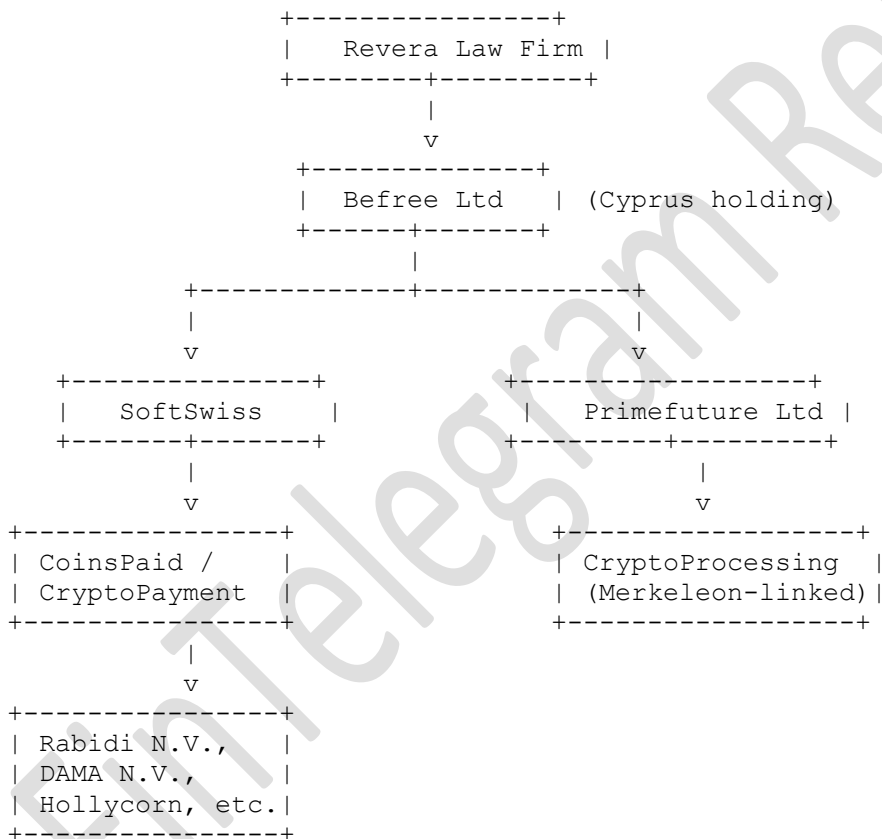 Revera Law Firm
Befree Ltd (Cyprus holding)
SoftSwiss Primefuture Ltd
CoinsPaid / CryptoProcessing
CryptoPayment (Merkeleon-linked)
Rabidi N.V.,
DAMA N.V.,
Hollycorn, etc.
FinTelegram Re